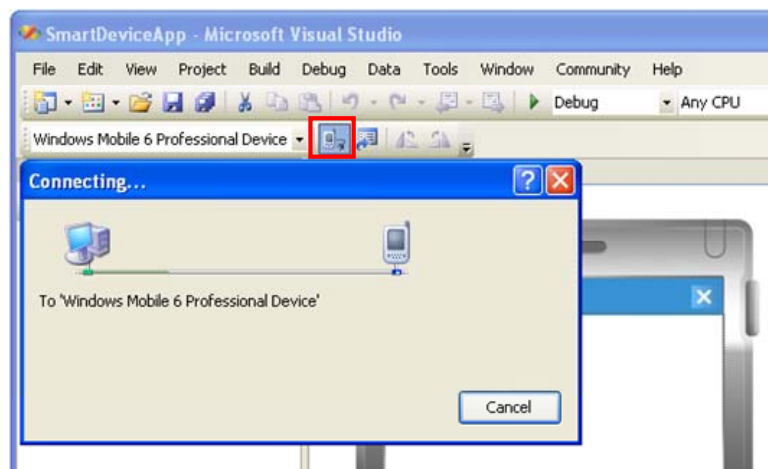 SmartDeviceApp - Microsoft Visual Studio
File Edit View Project Build Debug Data Tools Window Community Help
Debug Any CPU
Windows Mobile 6 Professional Device
Connecting...
To 'Windows Mobile 6 Professional Device'
Cancel